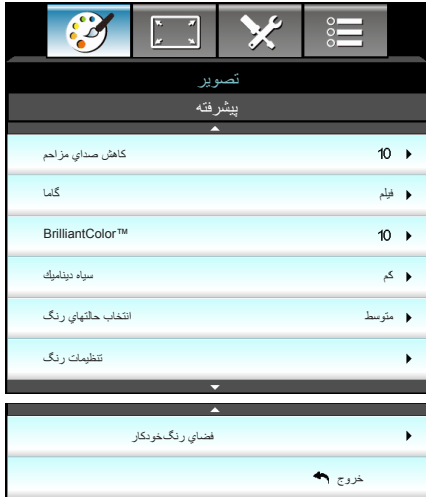 تصوير
پيشرفته
كاهش صداي مزاحم 10
گاما فيلم
BrilliantColor™ 10
سياه ديناميك كم
انتخاب حالتهاي رنگ متوسط
تنظيمات رنگ
فضاي رنگ خودكار
خروج